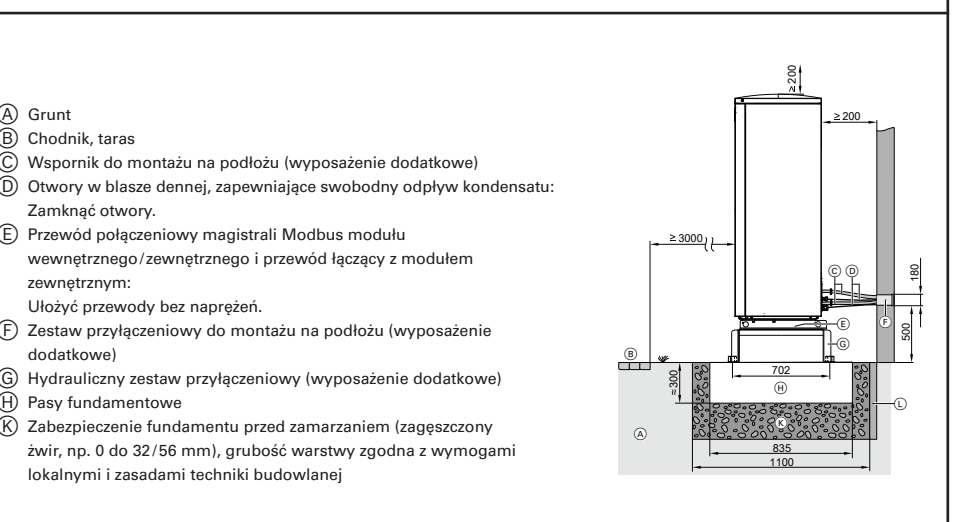 Ⓐ Grunt
Ⓑ Chodnik, taras
Ⓒ Wspornik do montażu na podłożu (wyposażenie dodatkowe)
Ⓓ Otwory w blasze dennej, zapewniające swobodny odpływ kondensatu:
Zamknąć otwory.
Ⓔ Przewód połączeniowy magistrali Modbus modułu
wewnętrznego/zewnętrznego i przewód łączący z modułem
zewnętrznym:
Ułożyć przewody bez naprężeń.
Ⓕ Zestaw przyłączeniowy do montażu na podłożu (wyposażenie
dodatkowe)
Ⓖ Hydrauliczny zestaw przyłączeniowy (wyposażenie dodatkowe)
Ⓗ Pasy fundamentowe
Ⓚ Zabezpieczenie fundamentu przed zamarzaniem (zagęszczony
żwir, np. 0 do 32/56 mm), grubość warstwy zgodna z wymogami
lokalnymi i zasadami techniki budowlanej
≥ 200
≥ 200
≥ 3000
Ⓒ Ⓓ
180
Ⓔ
Ⓕ
500
Ⓖ
Ⓑ
702
≈ 300
Ⓗ
Ⓛ
Ⓚ
Ⓐ
835
1100